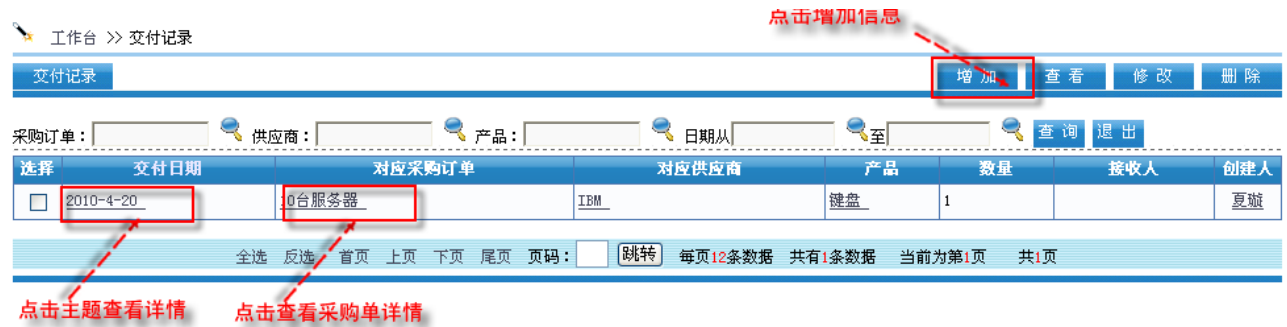 点击增加信息
工作台 >> 交付记录
交付记录 增 加 查 看 修 改 删 除
采购订单： 供应商： 产品： 日期从 至 查 询 退 出
选择 交付日期 对应采购订单 对应供应商 产品 数量 接收人 创建人
2010-4-20 10台服务器 IBM 键盘 1 夏璇
全选 反选 首页 上页 下页 尾页 页码： 跳转 每页12条数据 共有1条数据 当前为第1页 共1页
点击主题查看详情 点击查看采购单详情